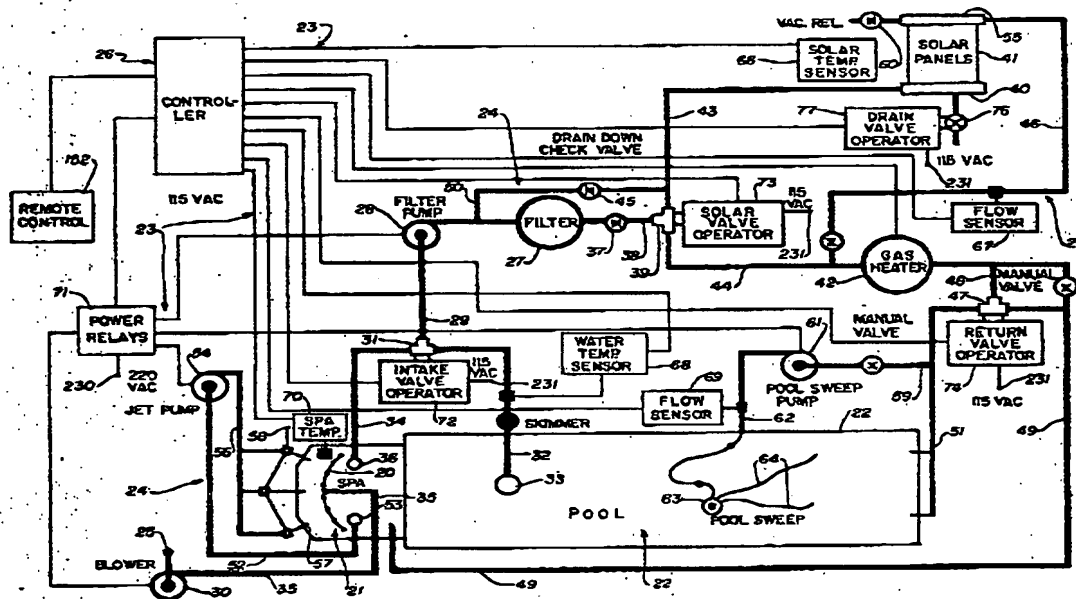 23
VAC. REL.
60
55
26
CONTROL-
LER
SOLAR
TEMP
SENSOR
SOLAR
PANELS
41
40
43
24
77
DRAIN
VALVE
OPERATOR
76
46
DRAIN DOWN
CHECK VALVE
231
182
REMOTE
CONTROL
115 VAC
23
FILTER
PUMP
28
50
45
FILTER
27
37
38
39
73
SOLAR
VALVE
OPERATOR
115
VAC
231
FLOW
SENSOR
67
GAS
HEATER
42
44
48
MANUAL
VALVE
47
71
POWER
RELAYS
29
31
INTAKE
VALVE
OPERATOR
72
115
VAC
231
WATER
TEMP
SENSOR
68
MANUAL
VALVE
61
POOL SWEEP
PUMP
59
RETURN
VALVE
OPERATOR
74
231
115 VAC
230
220
VAC
54
JET PUMP
70
SPA
TEMP.
34
SKIMMER
69
FLOW
SENSOR
62
22
51
49
58
36
20
SPA
32
33
24
53
35
POOL
63
64
POOL SWEEP
25
BLOWER
30
52
35
57
21
49
22